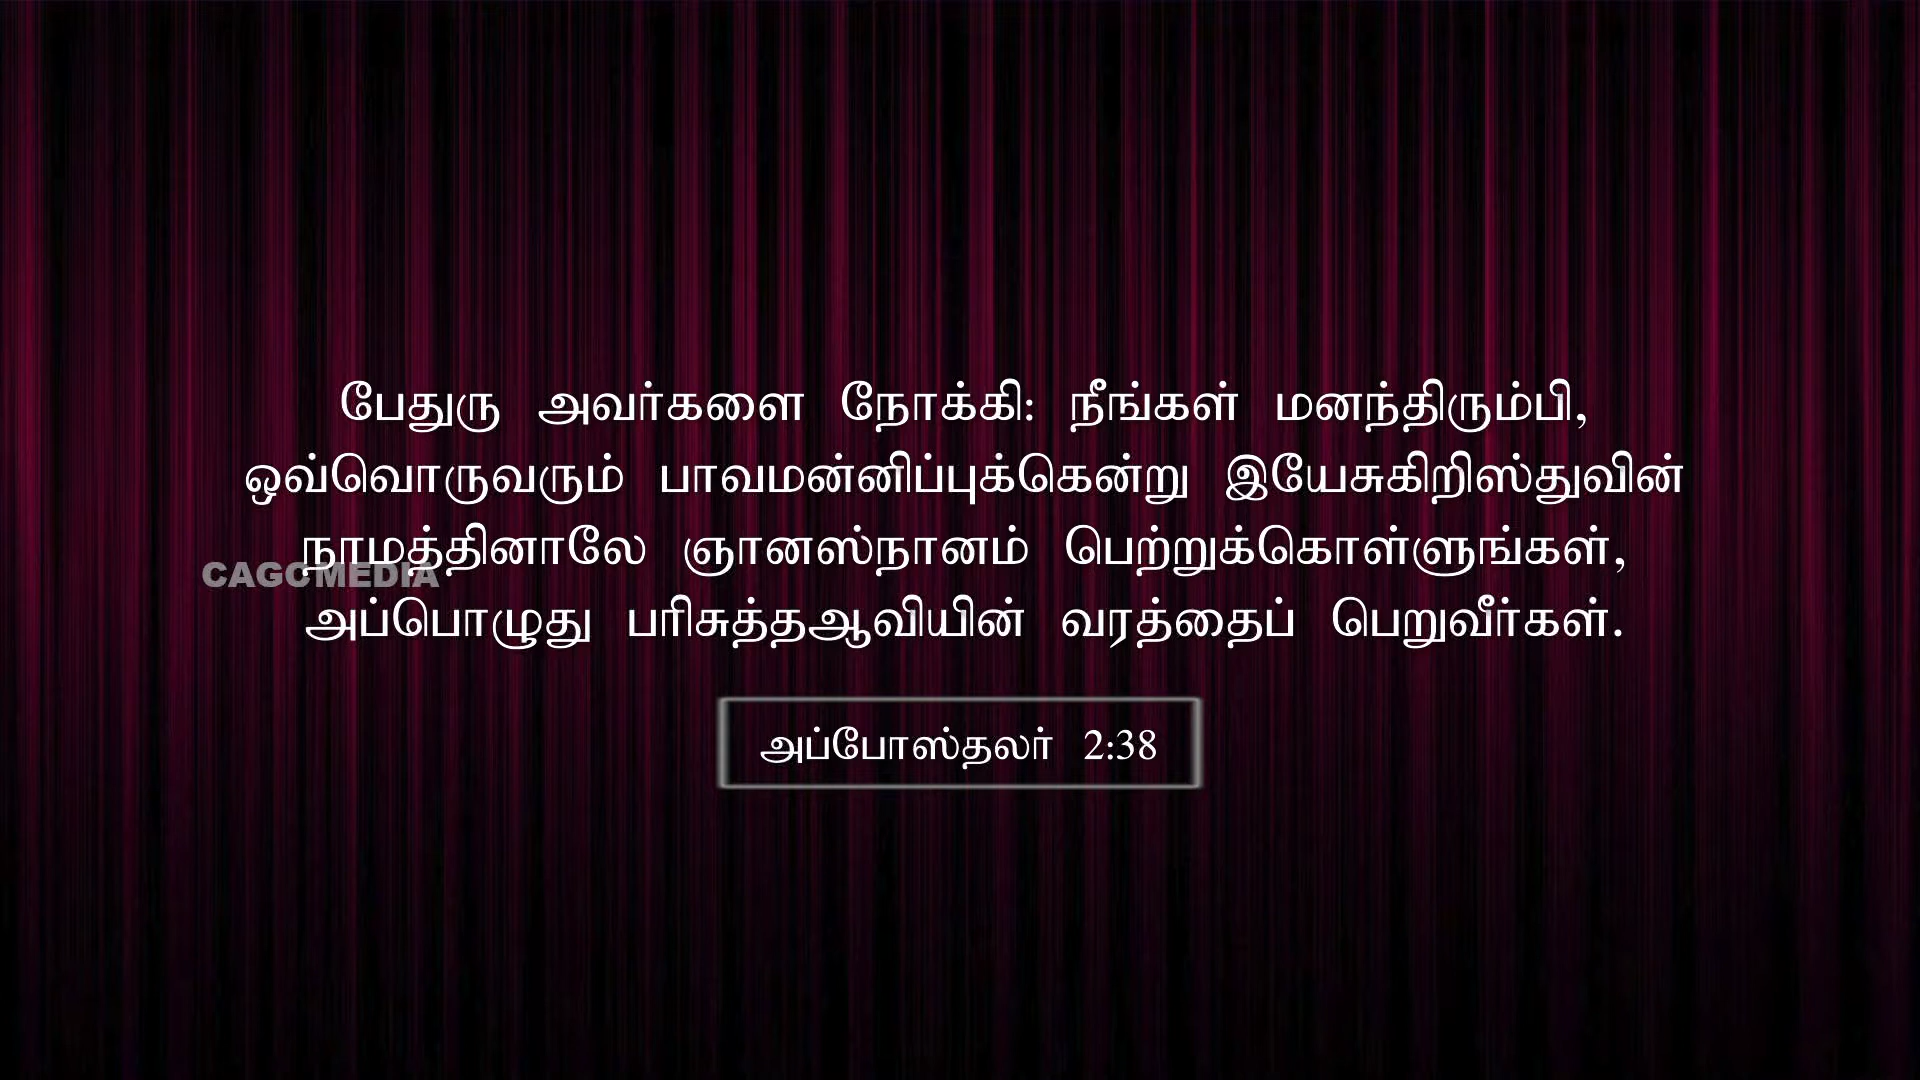 பேதுரு அவர்களை நோக்கி: நீங்கள் மனந்திரும்பி,
ஒவ்வொருவரும் பாவமன்னிப்புக்கென்று இயேசுகிறிஸ்துவின்
நாமத்தினாலே ஞானஸ்நானம் பெற்றுக்கொள்ளுங்கள்,
CAGCMEDIA
அப்பொழுது பரிசுத்தஆவியின் வரத்தைப் பெறுவீர்கள்.
அப்போஸ்தலர் 2:38